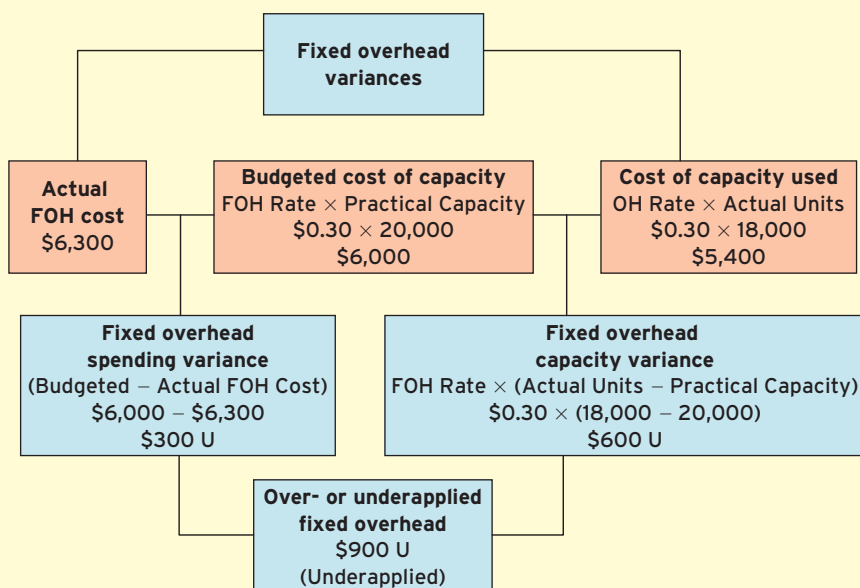 Fixed overhead
variances
Actual
FOH cost
$6,300
Budgeted cost of capacity
FOH Rate × Practical Capacity
$0.30 × 20,000
$6,000
Cost of capacity used
OH Rate × Actual Units
$0.30 × 18,000
$5,400
Fixed overhead
spending variance
(Budgeted − Actual FOH Cost)
$6,000 − $6,300
$300 U
Fixed overhead
capacity variance
FOH Rate × (Actual Units − Practical Capacity)
$0.30 × (18,000 − 20,000)
$600 U
Over- or underapplied
fixed overhead
$900 U
(Underapplied)